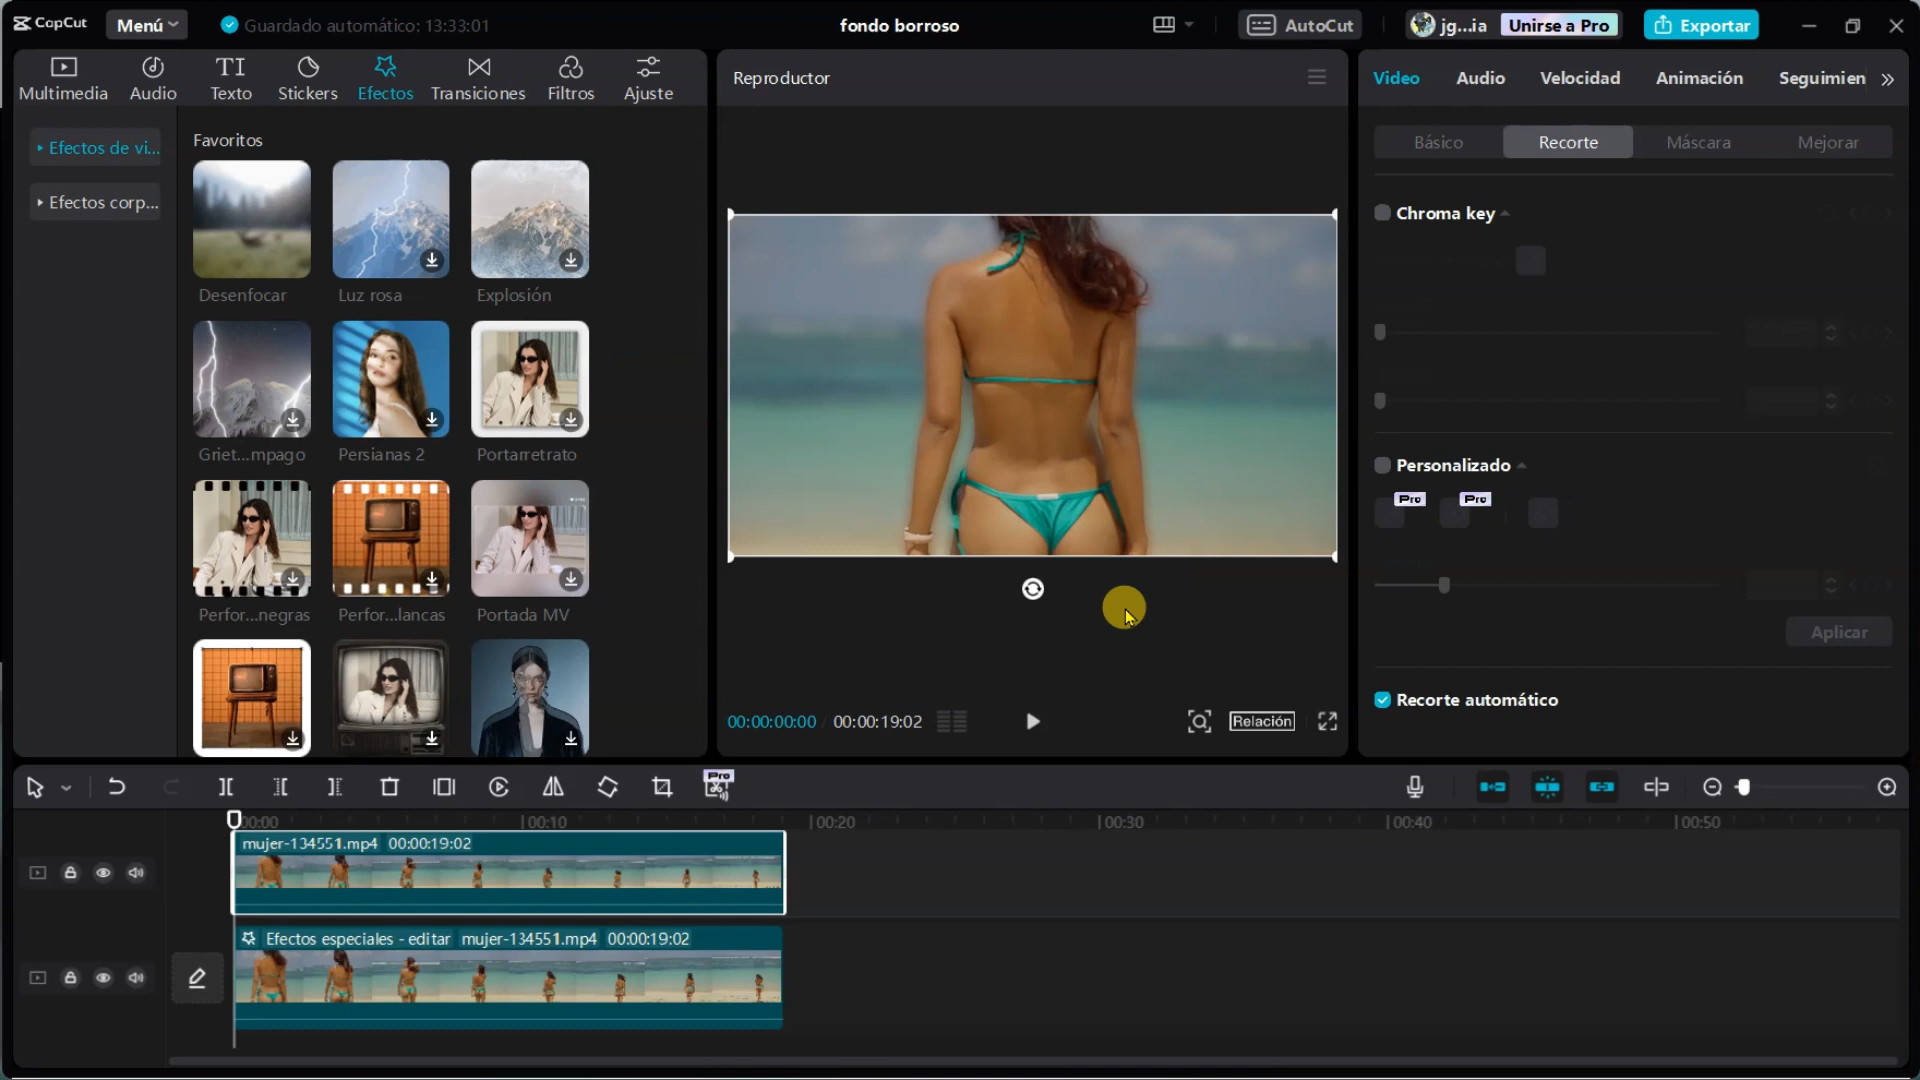 CapCut
Menú
Guardado automático: 13:33:01
fondo borroso
AutoCut
jg...ia
Unirse a Pro
Exportar
Multimedia
Audio
Texto
Stickers
Efectos
Transiciones
Filtros
Ajuste
Efectos de vi...
Efectos corp...
Favoritos
Desenfocar
Luz rosa
Explosión
Griet...mpago
Persianas 2
Portarretrato
Perfor...negras
Perfor...lancas
Portada MV
Reproductor
00:00:00:00
00:00:19:02
Relación
Video
Audio
Velocidad
Animación
Seguimien
Básico
Recorte
Máscara
Mejorar
Chroma key
Personalizado
Pro
Pro
Aplicar
Recorte automático
Pro
00:00
00:10
00:20
00:30
00:40
00:50
mujer-134551.mp4 00:00:19:02
Efectos especiales - editar mujer-134551.mp4 00:00:19:02